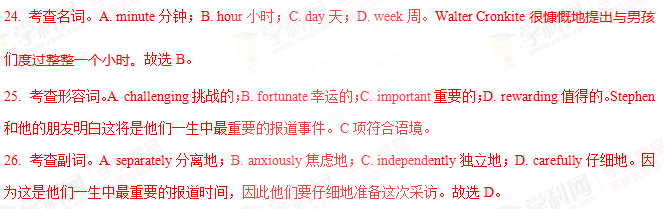 24. 考查名词。A. minute 分钟；B. hour 小时；C. day 天；D. week 周。Walter Cronkite 很慷慨地提出与男孩
们度过整整一个小时。故选 B。
25. 考查形容词。A. challenging 挑战的；B. fortunate 幸运的；C. important 重要的；D. rewarding 值得的。Stephen
和他的朋友明白这将是他们一生中最重要的报道事件。C 项符合语境。
26. 考查副词。A. separately 分离地；B. anxiously 焦虑地；C. independently 独立地；D. carefully 仔细地。因
为这是他们一生中最重要的报道时间，因此他们要仔细地准备这次采访。故选 D。